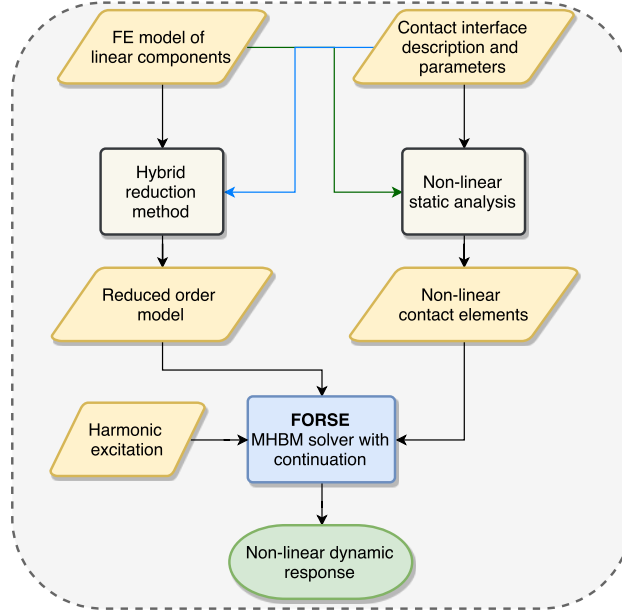 FE model of
linear components
Contact interface
description and
parameters
Hybrid
reduction
method
Non-linear
static analysis
Reduced order
model
Non-linear
contact elements
Harmonic
excitation
FORSE
MHBM solver with
continuation
Non-linear dynamic
response